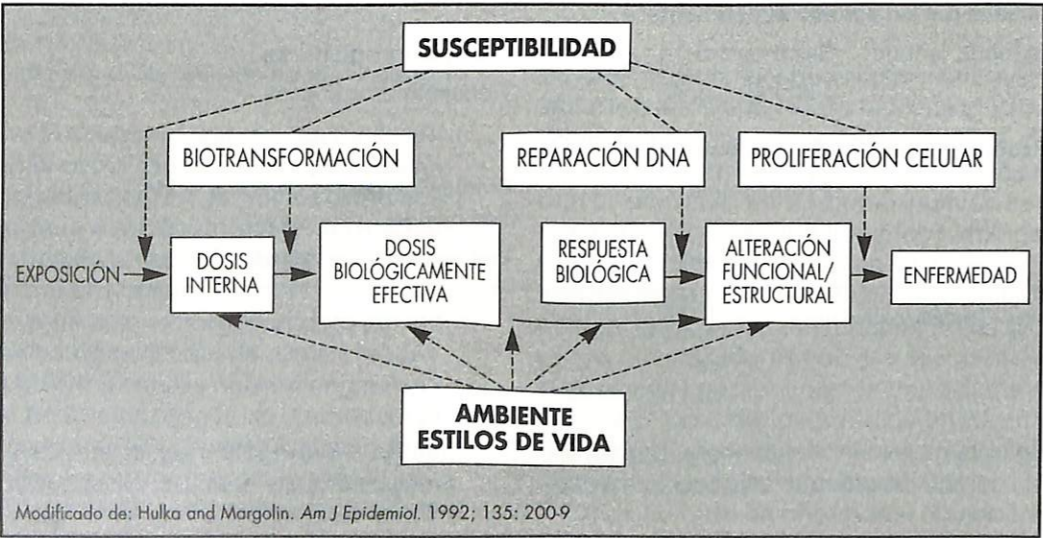 SUSCEPTIBILIDAD
BIOTRANSFORMACIÓN
REPARACIÓN DNA
PROLIFERACIÓN CELULAR
EXPOSICIÓN
DOSIS
INTERNA
DOSIS
BIOLÓGICAMENTE
EFECTIVA
RESPUESTA
BIOLÓGICA
ALTERACIÓN
FUNCIONAL/
ESTRUCTURAL
ENFERMEDAD
AMBIENTE
ESTILOS DE VIDA
Modificado de: Hulka and Margolin. Am J Epidemiol. 1992; 135: 200-9